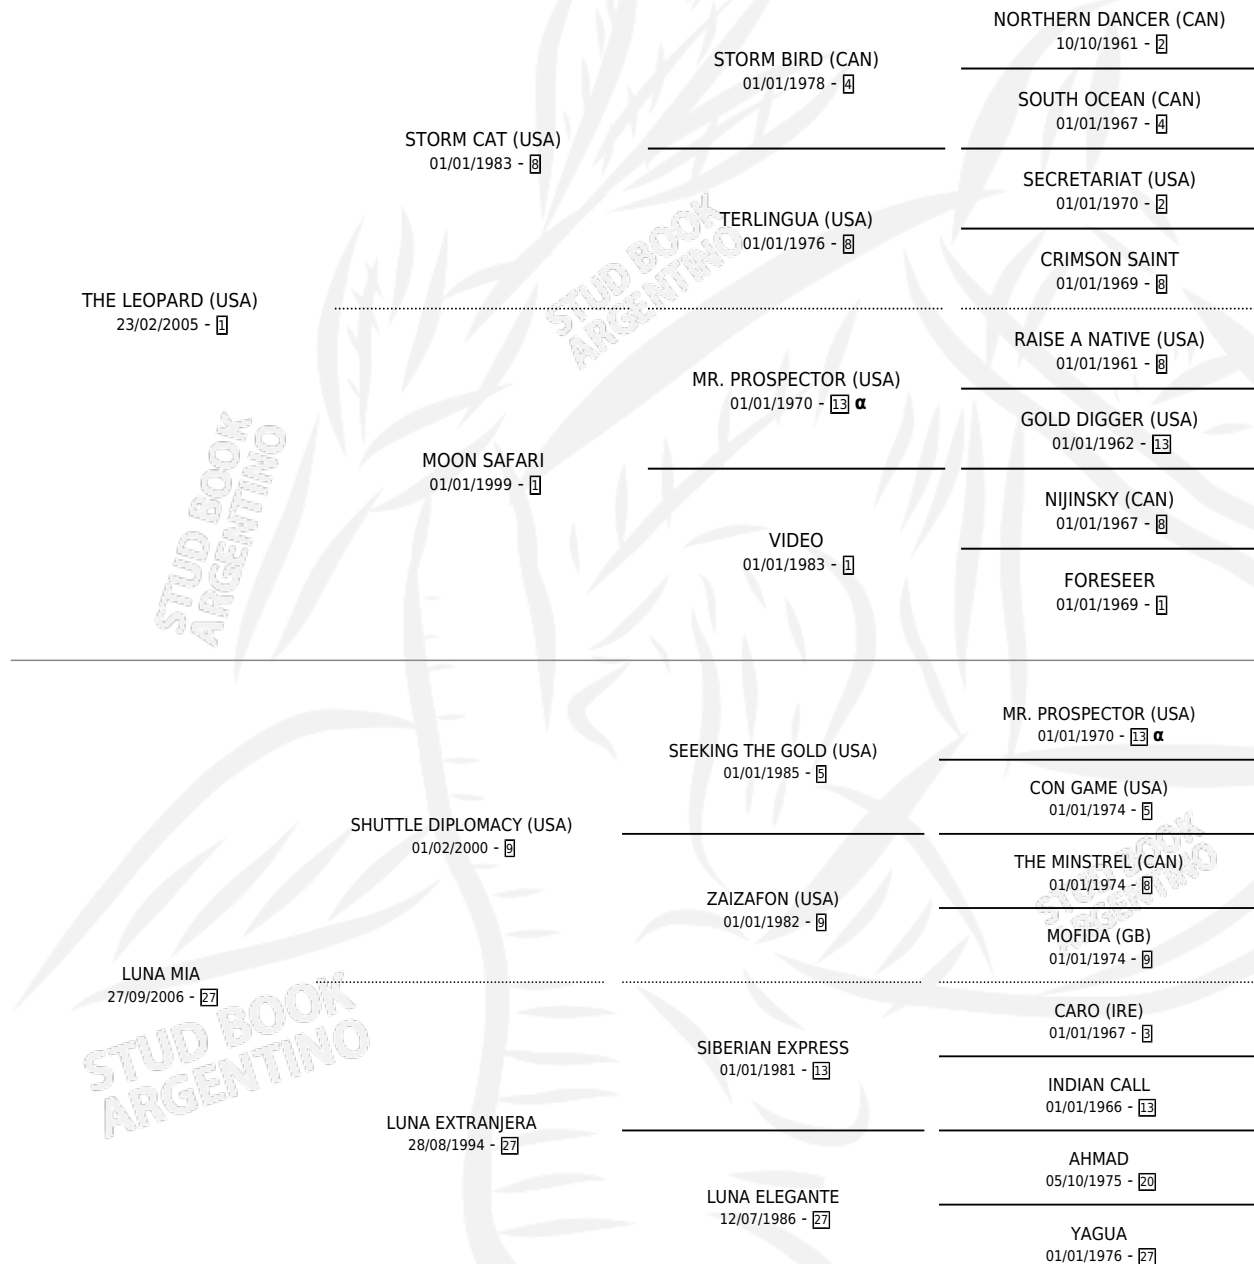 NORTHERN DANCER (CAN)
10/10/1961 - 2
STORM BIRD (CAN)
01/01/1978 - 4
SOUTH OCEAN (CAN)
01/01/1967 - 4
STORM CAT (USA)
01/01/1983 - 8
SECRETARIAT (USA)
01/01/1970 - 2
TERLINGUA (USA)
01/01/1976 - 8
CRIMSON SAINT
01/01/1969 - 8
THE LEOPARD (USA)
23/02/2005 - 1
RAISE A NATIVE (USA)
01/01/1961 - 8
MR. PROSPECTOR (USA)
01/01/1970 - 13 α
GOLD DIGGER (USA)
01/01/1962 - 13
MOON SAFARI
01/01/1999 - 1
NIJINSKY (CAN)
01/01/1967 - 8
VIDEO
01/01/1983 - 1
FORESEER
01/01/1969 - 1
MR. PROSPECTOR (USA)
01/01/1970 - 13 α
SEEKING THE GOLD (USA)
01/01/1985 - 5
CON GAME (USA)
01/01/1974 - 5
SHUTTLE DIPLOMACY (USA)
01/02/2000 - 9
THE MINSTREL (CAN)
01/01/1974 - 8
ZAIZAFON (USA)
01/01/1982 - 9
MOFIDA (GB)
01/01/1974 - 9
LUNA MIA
27/09/2006 - 27
CARO (IRE)
01/01/1967 - 3
SIBERIAN EXPRESS
01/01/1981 - 13
INDIAN CALL
01/01/1966 - 13
LUNA EXTRANJERA
28/08/1994 - 27
AHMAD
05/10/1975 - 20
LUNA ELEGANTE
12/07/1986 - 27
YAGUA
01/01/1976 - 27
STUD BOOK
ARGENTINO
STUD BOOK
ARGENTINO
STUD BOOK
ARGENTINO
STUD BOOK
ARGENTINO